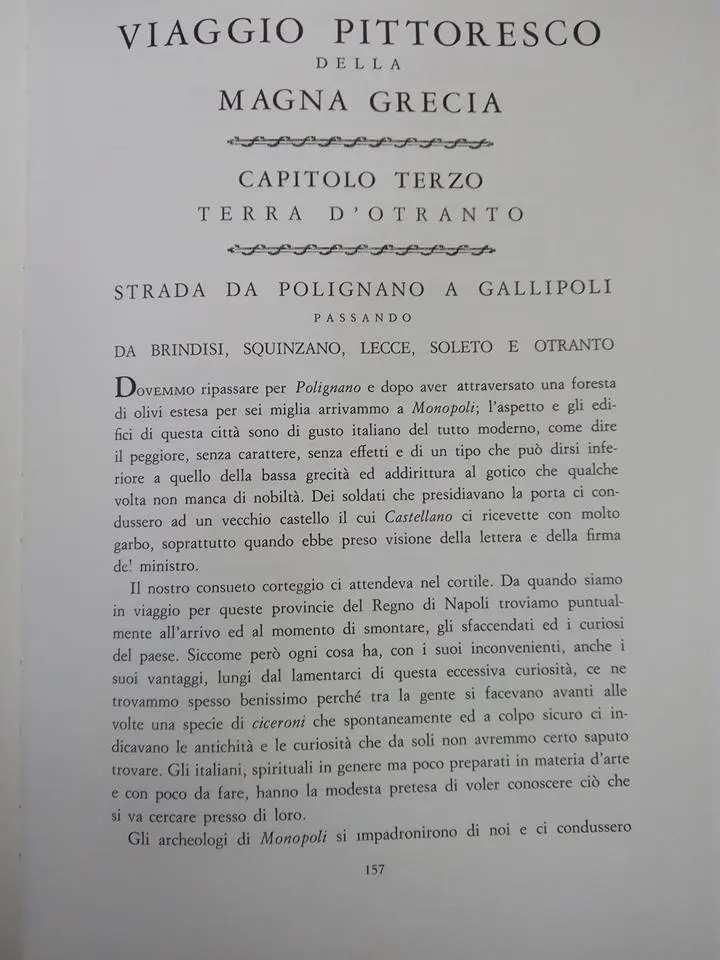 VIAGGIO PITTORESCO
DELLA
MAGNA GRECIA
CAPITOLO TERZO
TERRA D'OTRANTO
STRADA DA POLIGNANO A GALLIPOLI
PASSANDO
DA BRINDISI, SQUINZANO, LECCE, SOLETO E OTRANTO
DOVEMMO ripassare per Polignano e dopo aver attraversato una foresta
di olivi estesa per sei miglia arrivammo a Monopoli; l'aspetto e gli edi-
fici di questa città sono di gusto italiano del tutto moderno, come dire
il peggiore, senza carattere, senza effetti e di un tipo che può dirsi infe-
riore a quello della bassa grecità ed addirittura al gotico che qualche
volta non manca di nobiltà. Dei soldati che presidiavano la porta ci con-
dussero ad un vecchio castello il cui Castellano ci ricevette con molto
garbo, soprattutto quando ebbe preso visione della lettera e della firma
de! ministro.
Il nostro consueto corteggio ci attendeva nel cortile. Da quando siamo
in viaggio per queste provincie del Regno di Napoli troviamo puntual-
mente all'arrivo ed al momento di smontare, gli sfaccendati ed i curiosi
del paese. Siccome però ogni cosa ha, con i suoi inconvenienti, anche i
suoi vantaggi, lungi dal lamentarci di questa eccessiva curiosità, ce ne
trovammo spesso benissimo perché tra la gente si facevano avanti alle
volte una specie di ciceroni che spontaneamente ed a colpo sicuro ci in-
dicavano le antichità e le curiosità che da soli non avremmo certo saputo
trovare. Gli italiani, spirituali in genere ma poco preparati in materia d'arte
e con poco da fare, hanno la modesta pretesa di voler conoscere ciò che
si va cercare presso di loro.
Gli archeologi di Monopoli si impadronirono di noi e ci condussero
157